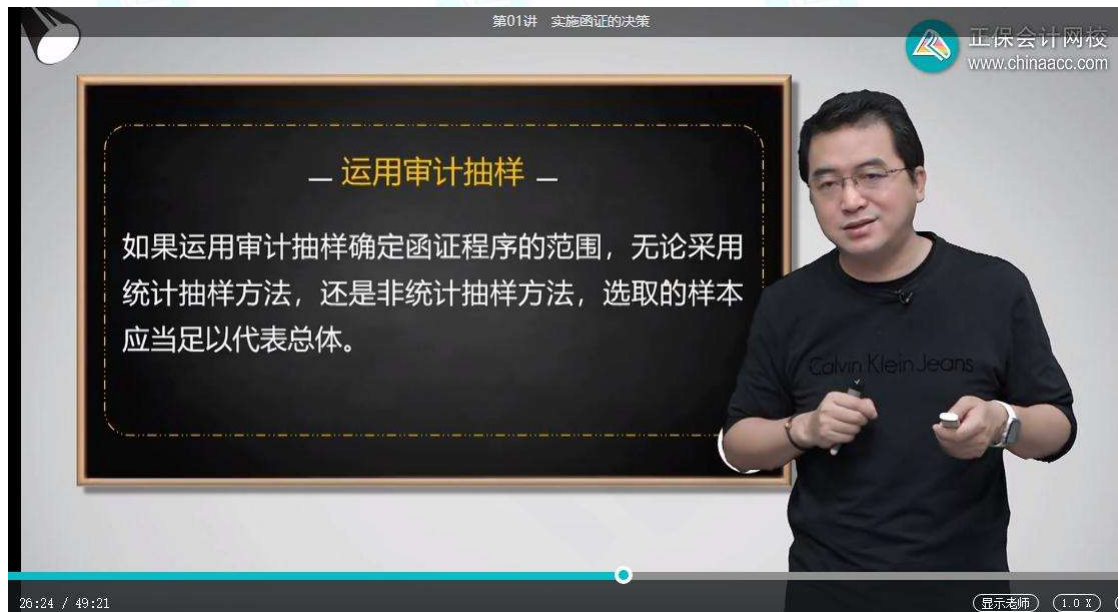 第01讲 实施函证的决策
正保会计网校
www.chinaacc.com
运用审计抽样
如果运用审计抽样确定函证程序的范围，无论采用
统计抽样方法，还是非统计抽样方法，选取的样本
应当足以代表总体。
Calvin Klein Jeans
26:24 / 49:21
显示老师
1.0 X